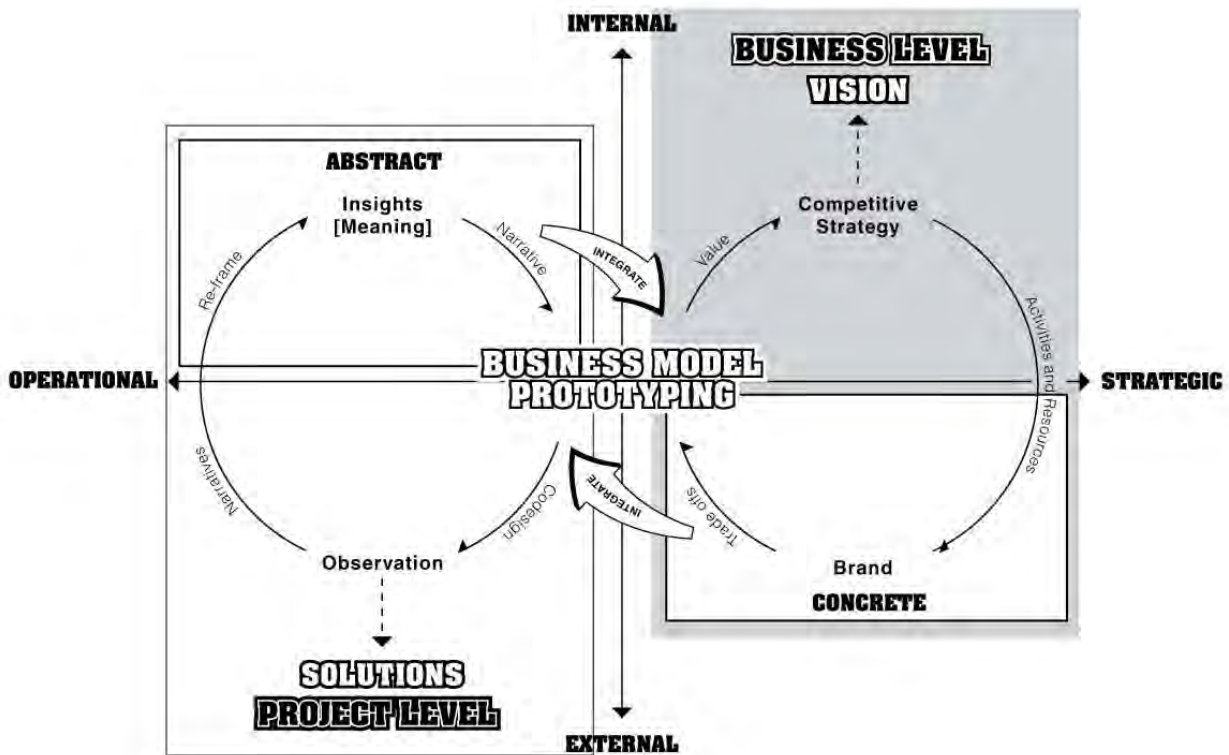 INTERNAL
BUSINESS LEVEL
VISION
ABSTRACT
Insights
[Meaning]
Competitive
Strategy
Re-frame
Narrative
INTEGRATE
Value
Activities and Resources
OPERATIONAL
BUSINESS MODEL
PROTOTYPING
STRATEGIC
Narratives
Codesign
INTEGRATE
Trade offs
Observation
Brand
CONCRETE
SOLUTIONS
PROJECT LEVEL
EXTERNAL